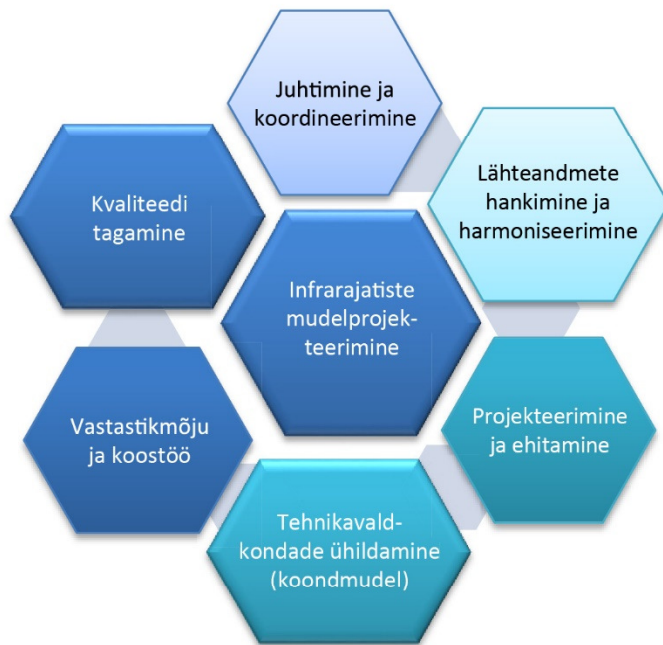 Juhtimine ja
koordineerimine
Lähteandmete
hankimine ja
harmoniseerimine
Projekteerimine
ja ehitamine
Tehnikavald-
kondade ühildamine
(koondmudel)
Vastastikmõju
ja koostöö
Kvaliteedi
tagamine
Infrarajatiste
mudelprojek-
teerimine